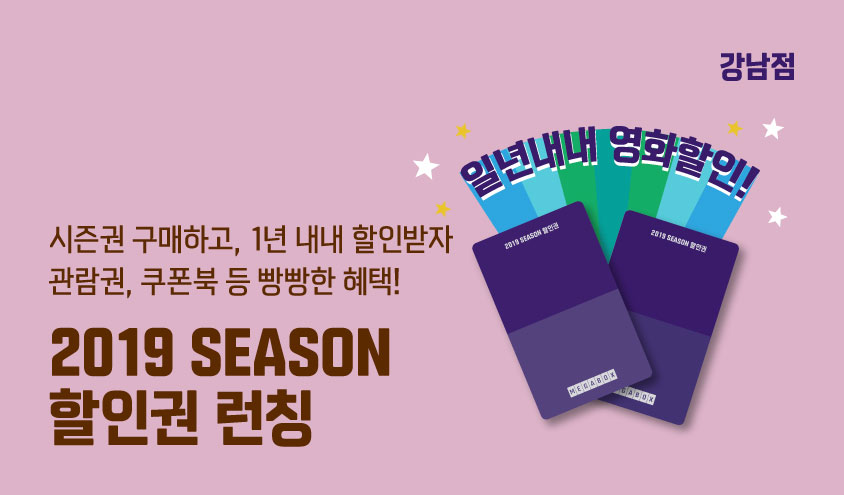 강남점
일년내내 영화할인!
시즌권 구매하고, 1년 내내 할인받자
관람권, 쿠폰북 등 빵빵한 혜택!
2019 SEASON
할인권 런칭
2019 SEASON 할인권
2019 SEASON 할인권
MEGABOX
GABOX